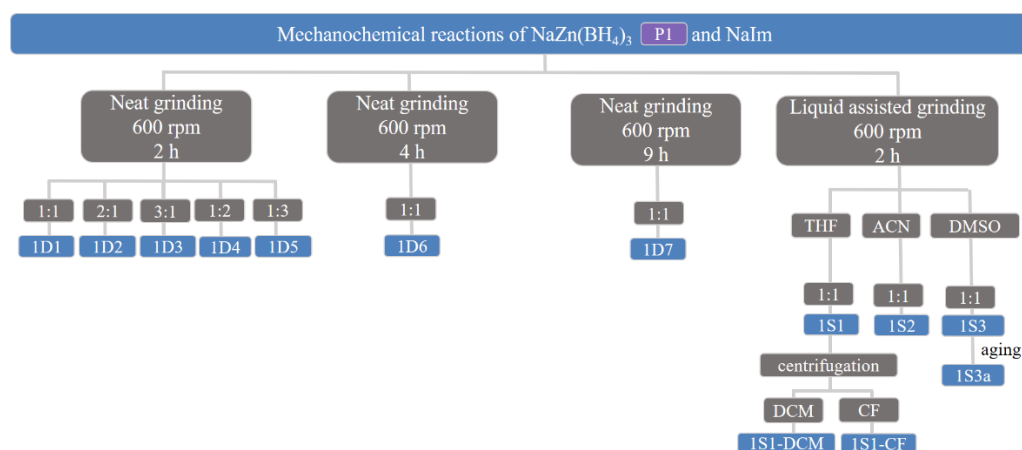 Mechanochemical reactions of NaZn(BH₄)₃ P1 and NaIm
Neat grinding
600 rpm
2 h
Neat grinding
600 rpm
4 h
Neat grinding
600 rpm
9 h
Liquid assisted grinding
600 rpm
2 h
1:1 2:1 3:1 1:2 1:3
1D1 1D2 1D3 1D4 1D5
1:1
1D6
1:1
1D7
THF ACN DMSO
1:1 1:1 1:1
1S1 1S2 1S3
aging
centrifugation
1S3a
DCM CF
1S1-DCM 1S1-CF